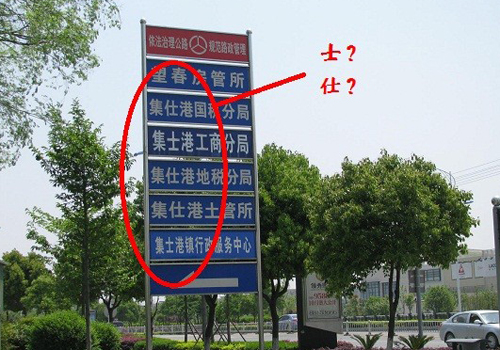 依法治理公路 规范路政管理
士?
仕?
望春房管所
集仕港国税分局
集士港工商分局
集仕港地税分局
集仕港土管所
集士港镇行政服务中心